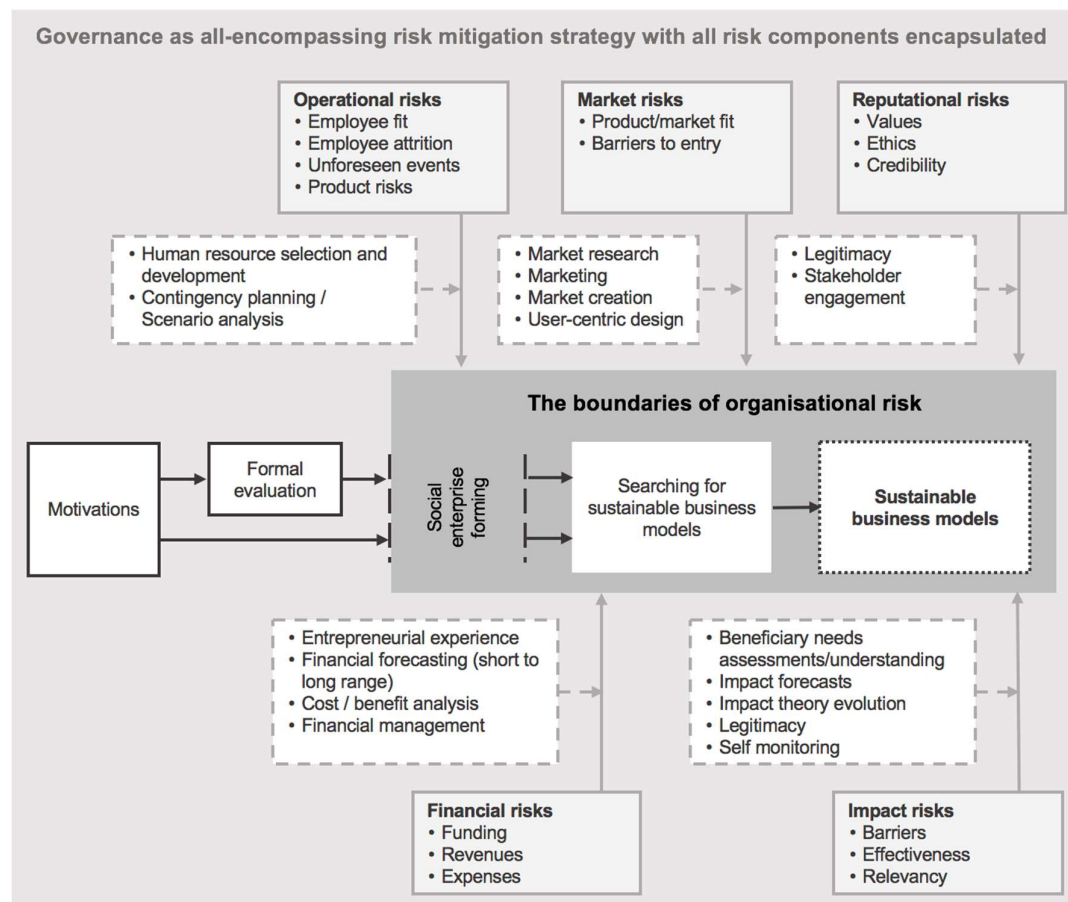 Governance as all-encompassing risk mitigation strategy with all risk components encapsulated
Operational risks
• Employee fit
• Employee attrition
• Unforeseen events
• Product risks
Market risks
• Product/market fit
• Barriers to entry
Reputational risks
• Values
• Ethics
• Credibility
• Human resource selection and
development
• Contingency planning /
Scenario analysis
• Market research
• Marketing
• Market creation
• User-centric design
• Legitimacy
• Stakeholder
engagement
The boundaries of organisational risk
Motivations
Formal
evaluation
Social
enterprise
forming
Searching for
sustainable business
models
Sustainable
business models
• Entrepreneurial experience
• Financial forecasting (short to
long range)
• Cost / benefit analysis
• Financial management
• Beneficiary needs
assessments/understanding
• Impact forecasts
• Impact theory evolution
• Legitimacy
• Self monitoring
Financial risks
• Funding
• Revenues
• Expenses
Impact risks
• Barriers
• Effectiveness
• Relevancy